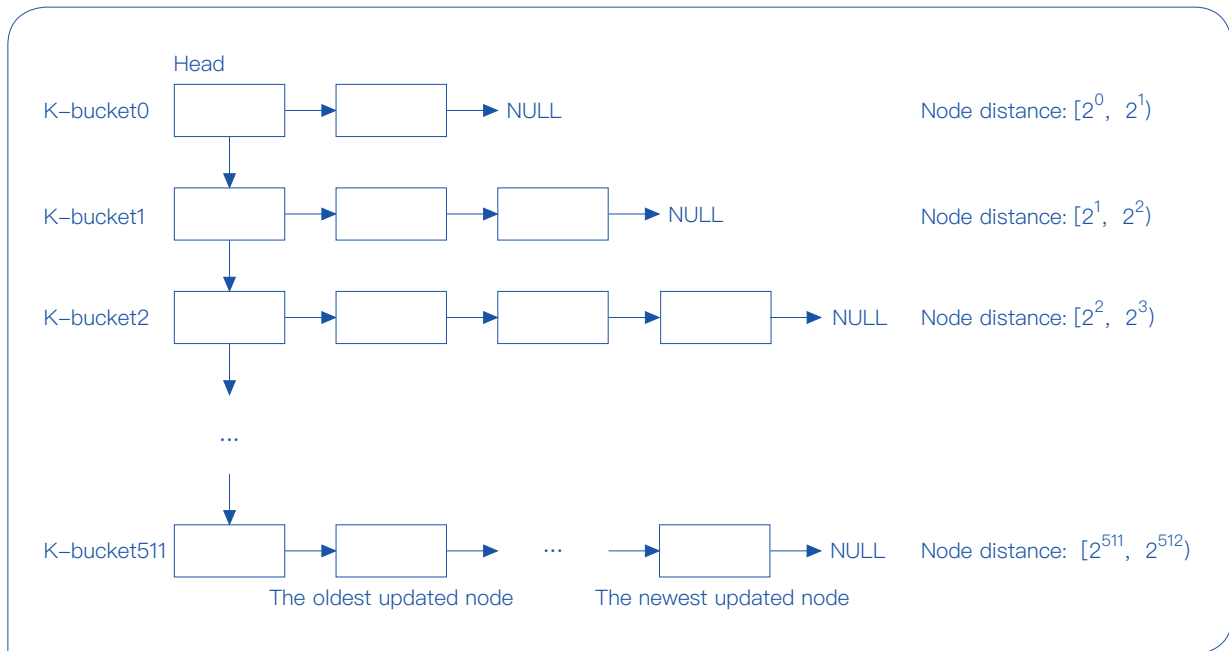 Head
K-bucket0 NULL Node distance: [2^0, 2^1)
K-bucket1 NULL Node distance: [2^1, 2^2)
K-bucket2 NULL Node distance: [2^2, 2^3)
...
K-bucket511 ... NULL Node distance: [2^511, 2^512)
The oldest updated node The newest updated node